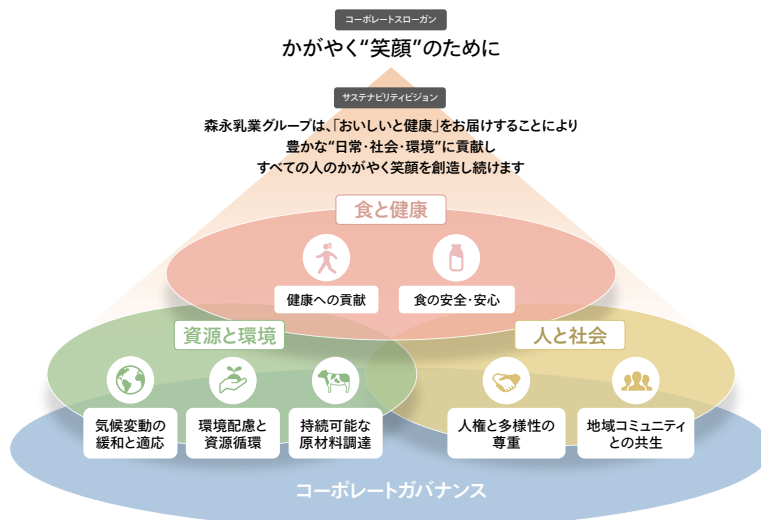 コーポレートスローガン
かがやく“笑顔”のために
サステナビリティビジョン
森永乳業グループは、「おいしいと健康」をお届けすることにより
豊かな“日常・社会・環境”に貢献し
すべての人のかがやく笑顔を創造し続けます
食と健康
健康への貢献
食の安全・安心
資源と環境
人と社会
気候変動の
緩和と適応
環境配慮と
資源循環
持続可能な
原材料調達
人権と多様性の
尊重
地域コミュニティ
との共生
コーポレートガバナンス